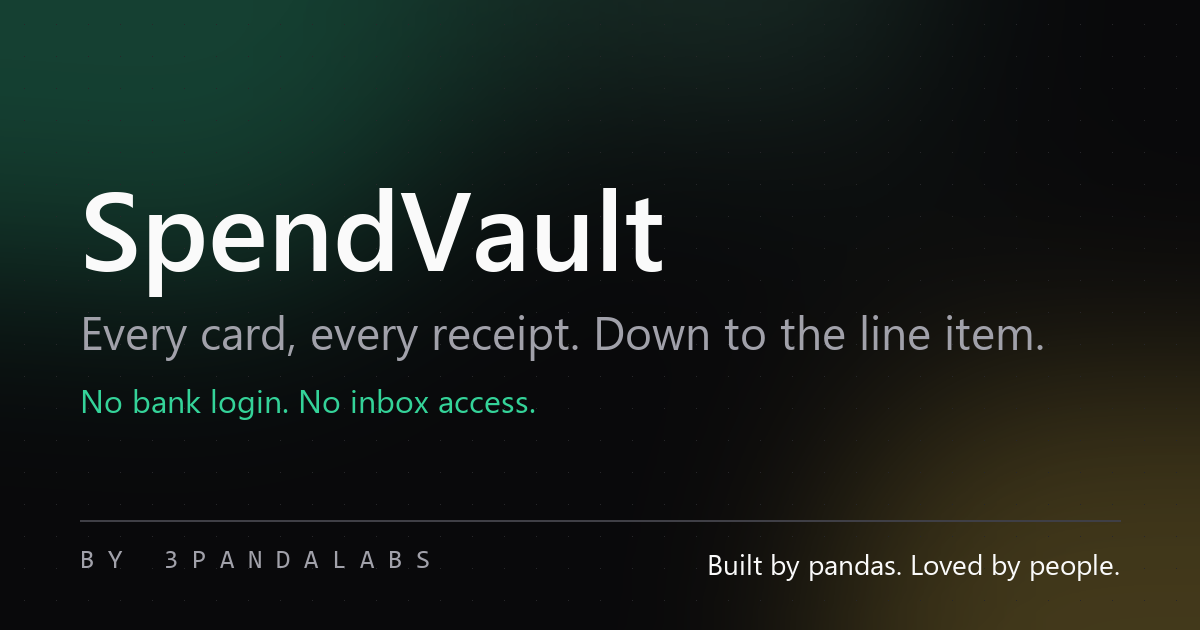 SpendVault
Every card, every receipt. Down to the line item.
No bank login. No inbox access.
BY 3PANDALABS
Built by pandas. Loved by people.